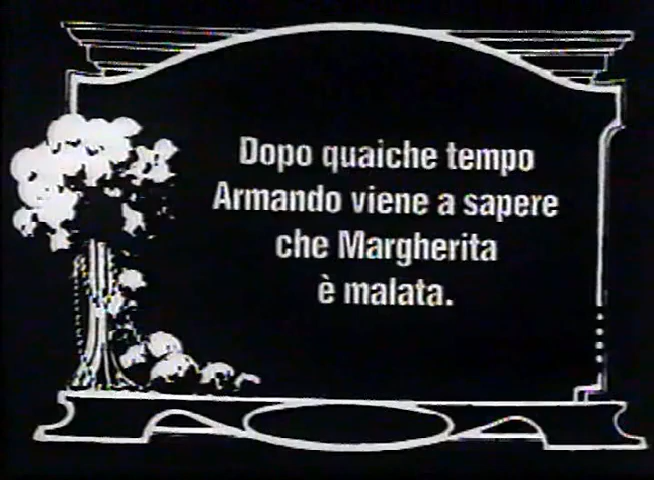 Dopo quaiche tempo
Armando viene a sapere
che Margherita
è malata.